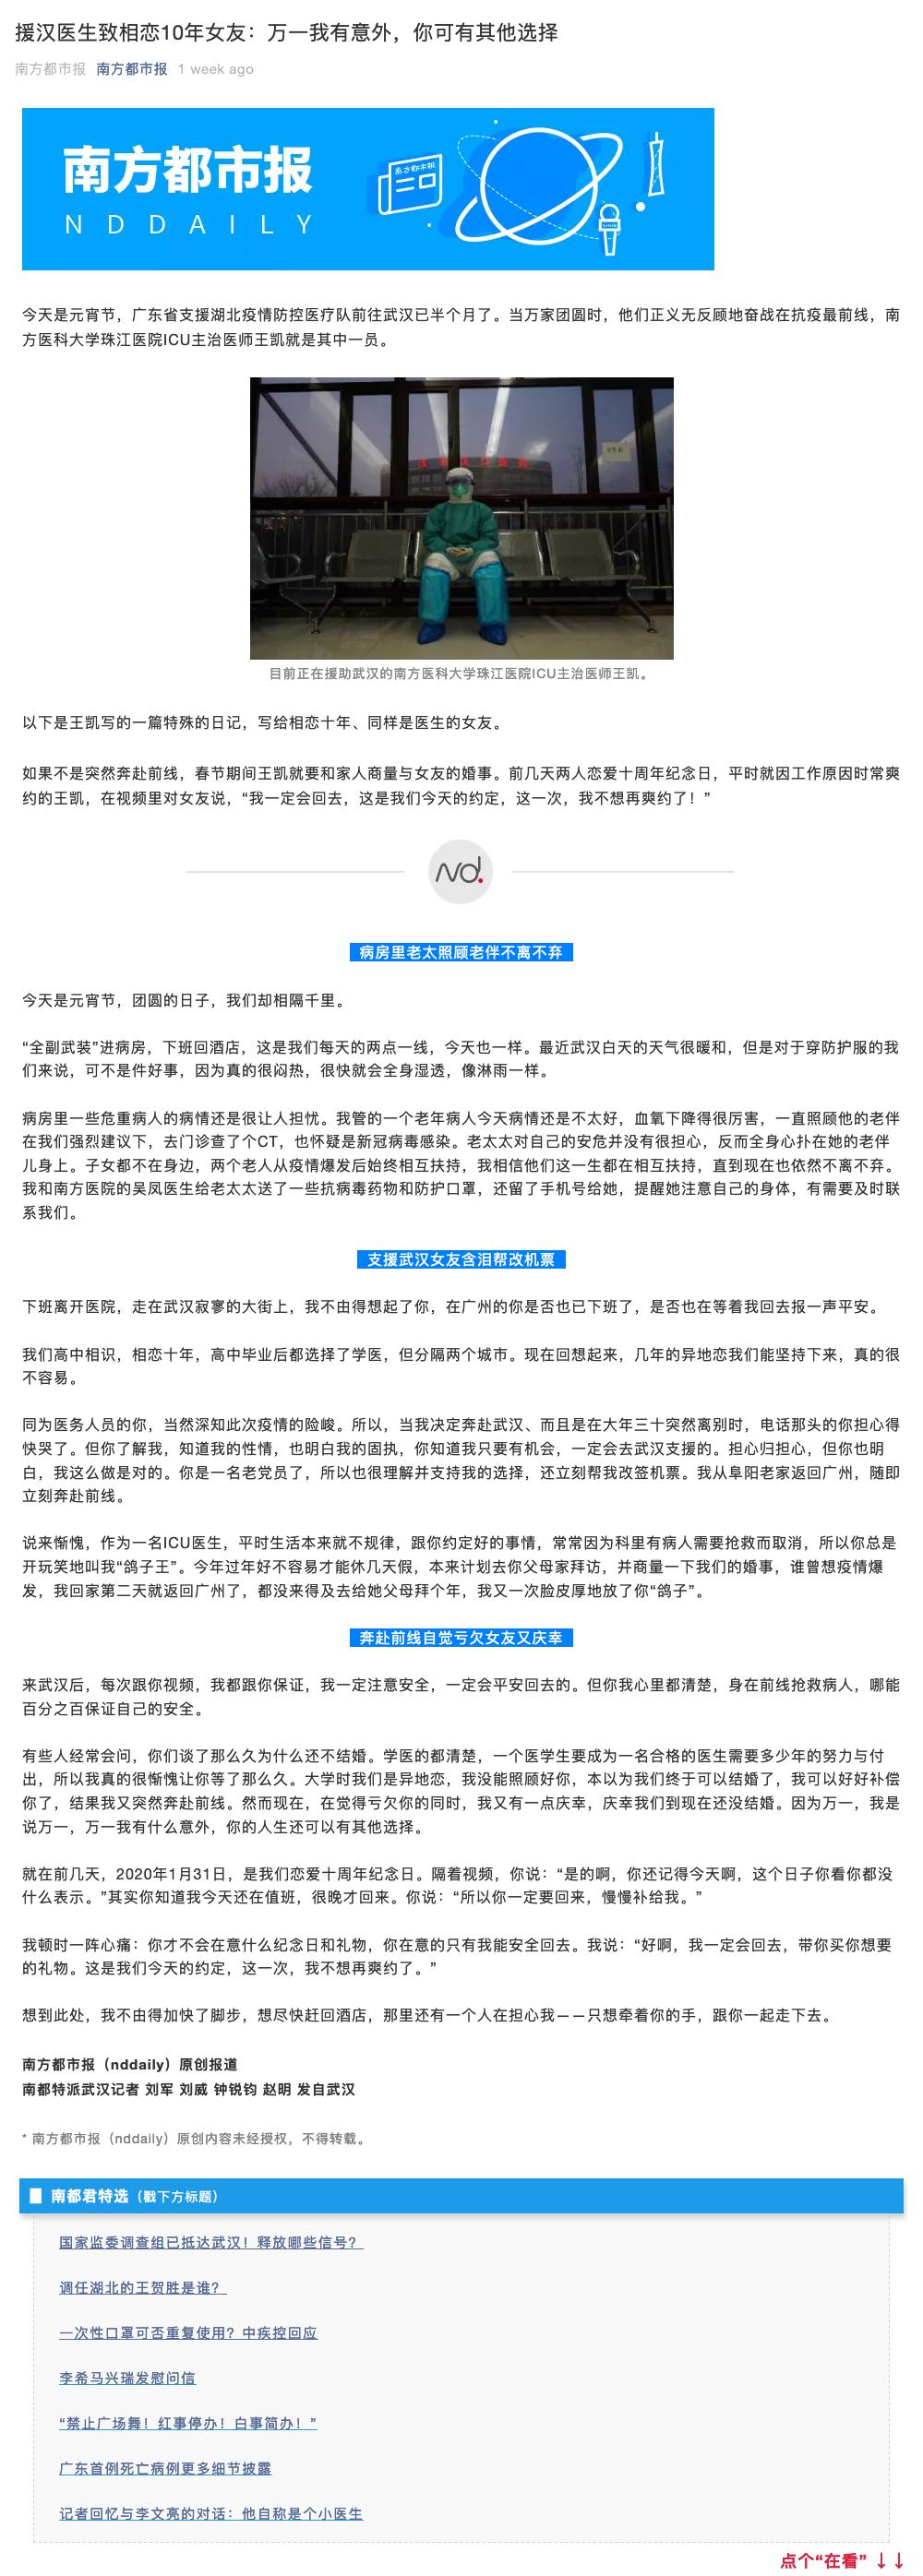 援汉医生致相恋10年女友：万一我有意外，你可有其他选择
南方都市报 南方都市报 1 week ago
南方都市报
NDDAILY
今天是元宵节，广东省支援湖北疫情防控医疗队前往武汉已半个月了。当万家团圆时，他们正义无反顾地奋战在抗疫最前线，南
方医科大学珠江医院ICU主治医师王凯就是其中一员。
目前正在援助武汉的南方医科大学珠江医院ICU主治医师王凯。
以下是王凯写的一篇特殊的日记，写给相恋十年、同样是医生的女友。
如果不是突然奔赴前线，春节期间王凯就要和家人商量与女友的婚事。前几天两人恋爱十周年纪念日，平时就因工作原因时常爽
约的王凯，在视频里对女友说，“我一定会回去，这是我们今天的约定，这一次，我不想再爽约了！”
Nd.
病房里老太照顾老伴不离不弃
今天是元宵节，团圆的日子，我们却相隔千里。
“全副武装”进病房，下班回酒店，这是我们每天的两点一线，今天也一样。最近武汉白天的天气很暖和，但是对于穿防护服的我
们来说，可不是件好事，因为真的很闷热，很快就会全身湿透，像淋雨一样。
病房里一些危重病人的病情还是很让人担忧。我管的一个老年病人今天病情还是不太好，血氧下降得很厉害，一直照顾他的老伴
在我们强烈建议下，去门诊查了个CT，也怀疑是新冠病毒感染。老太太对自己的安危并没有很担心，反而全身心扑在她的老伴
儿身上。子女都不在身边，两个老人从疫情爆发后始终相互扶持，我相信他们这一生都在相互扶持，直到现在也依然不离不弃。
我和南方医院的吴凤医生给老太太送了一些抗病毒药物和防护口罩，还留了手机号给她，提醒她注意自己的身体，有需要及时联
系我们。
支援武汉女友含泪帮改机票
下班离开医院，走在武汉寂寥的大街上，我不由得想起了你，在广州的你是否也已下班了，是否也在等着我回去报一声平安。
我们高中相识，相恋十年，高中毕业后都选择了学医，但分隔两个城市。现在回想起来，几年的异地恋我们能坚持下来，真的很
不容易。
同为医务人员的你，当然深知此次疫情的险峻。所以，当我决定奔赴武汉、而且是在大年三十突然离别时，电话那头的你担心得
快哭了。但你了解我，知道我的性情，也明白我的固执，你知道我只要有机会，一定会去武汉支援的。担心归担心，但你也明
白，我这么做是对的。你是一名老党员了，所以也很理解并支持我的选择，还立刻帮我改签机票。我从阜阳老家返回广州，随即
立刻奔赴前线。
说来惭愧，作为一名ICU医生，平时生活本来就不规律，跟你约定好的事情，常常因为科里有病人需要抢救而取消，所以你总是
开玩笑地叫我“鸽子王”。今年过年好不容易才能休几天假，本来计划去你父母家拜访，并商量一下我们的婚事，谁曾想疫情爆
发，我回家第二天就返回广州了，都没来得及去给她父母拜个年，我又一次脸皮厚地放了你“鸽子”。
奔赴前线自觉亏欠女友又庆幸
来武汉后，每次跟你视频，我都跟你保证，我一定注意安全，一定会平安回去的。但你我心里都清楚，身在前线抢救病人，哪能
百分之百保证自己的安全。
有些人经常会问，你们谈了那么久为什么还不结婚。学医的都清楚，一个医学生要成为一名合格的医生需要多少年的努力与付
出，所以我真的很惭愧让你等了那么久。大学时我们是异地恋，我没能照顾好你，本以为我们终于可以结婚了，我可以好好补偿
你了，结果我又突然奔赴前线。然而现在，在觉得亏欠你的同时，我又有一点庆幸，庆幸我们到现在还没结婚。因为万一，我是
说万一，万一我有什么意外，你的人生还可以有其他选择。
就在前几天，2020年1月31日，是我们恋爱十周年纪念日。隔着视频，你说：“是的啊，你还记得今天啊，这个日子你看你都没
什么表示。”其实你知道我今天还在值班，很晚才回来。你说：“所以你一定要回来，慢慢补给我。”
我顿时一阵心痛：你才不会在意什么纪念日和礼物，你在意的只有我能安全回去。我说：“好啊，我一定会回去，带你买你想要
的礼物。这是我们今天的约定，这一次，我不想再爽约了。”
想到此处，我不由得加快了脚步，想尽快赶回酒店，那里还有一个人在担心我——只想牵着你的手，跟你一起走下去。
南方都市报（nddaily）原创报道
南都特派武汉记者 刘军 刘威 钟锐钧 赵明 发自武汉
* 南方都市报（nddaily）原创内容未经授权，不得转载。
南都君特选（戳下方标题）
国家监委调查组已抵达武汉！释放哪些信号？
调任湖北的王贺胜是谁？
一次性口罩可否重复使用？中疾控回应
李希马兴瑞发慰问信
“禁止广场舞！红事停办！白事简办！”
广东首例死亡病例更多细节披露
记者回忆与李文亮的对话：他自称是个小医生
点个“在看” ↓↓